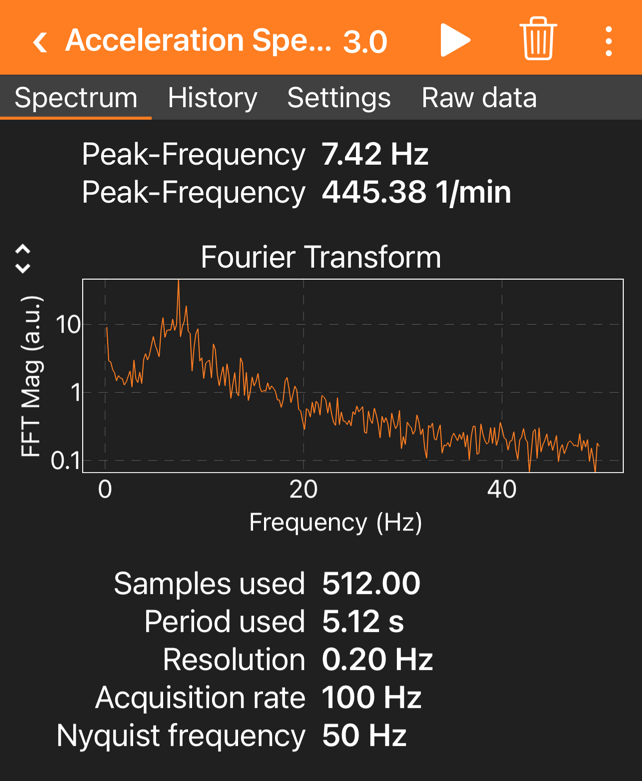 Acceleration Spe... 3.0
Spectrum History Settings Raw data
Peak-Frequency 7.42 Hz
Peak-Frequency 445.38 1/min
Fourier Transform
FFT Mag (a.u.)
10
1
0.1
0 20 40
Frequency (Hz)
Samples used 512.00
Period used 5.12 s
Resolution 0.20 Hz
Acquisition rate 100 Hz
Nyquist frequency 50 Hz